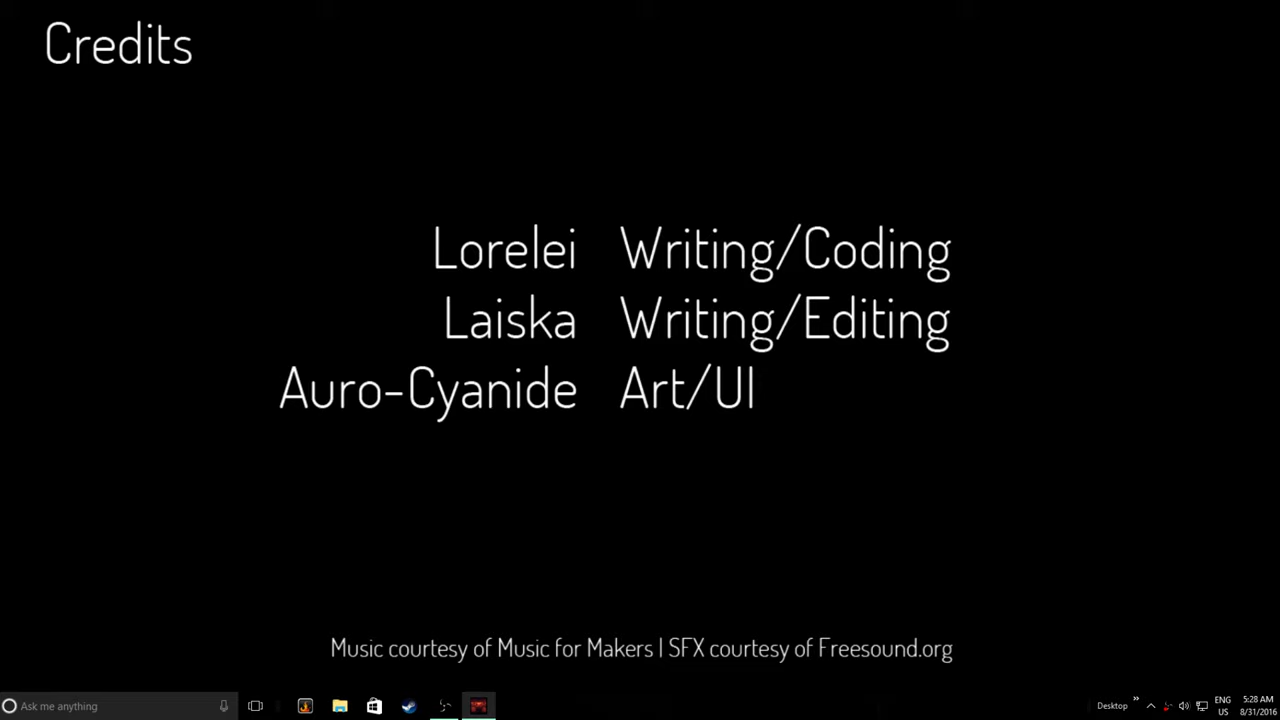 Credits
Lorelei Writing/Coding
Laiska Writing/Editing
Auro-Cyanide Art/UI
Music courtesy of Music for Makers | SFX courtesy of Freesound.org
Ask me anything
Desktop
ENG
US
5:28 AM
8/31/2016